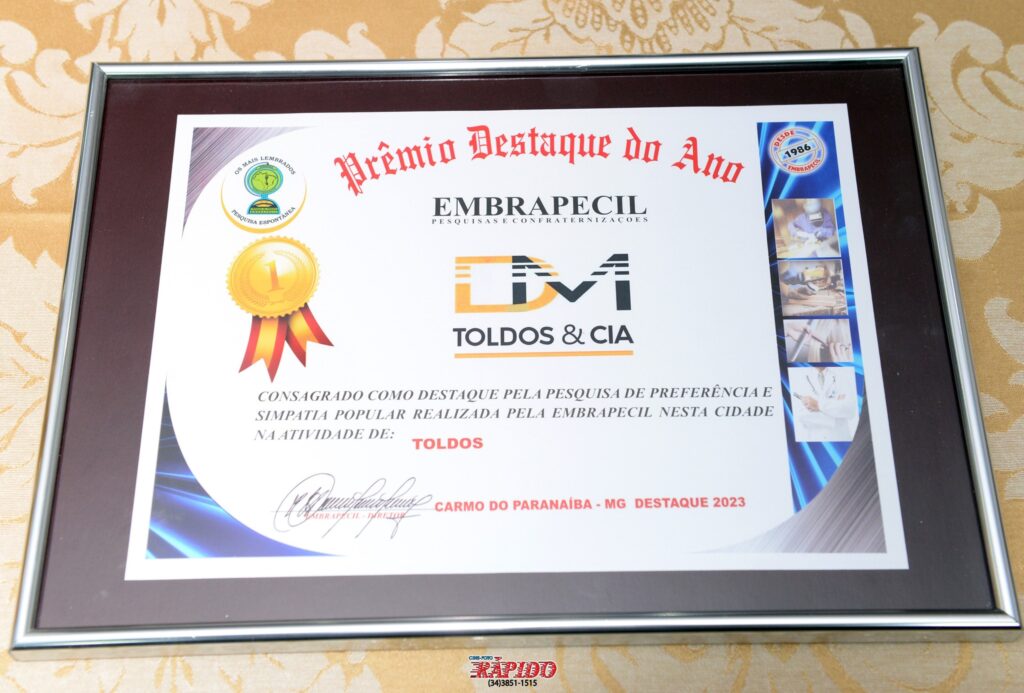 Prêmio Destaque do Ano
OS MAIS LEMBRADOS
PESQUISA ESPONTÂNEA
DESDE
1986
EMBRAPECIL
EMBRAPECIL
PESQUISAS E CONFRATERNIZAÇÕES
1
DM
TOLDOS & CIA
CONSAGRADO COMO DESTAQUE PELA PESQUISA DE PREFERÊNCIA E
SIMPATIA POPULAR REALIZADA PELA EMBRAPECIL NESTA CIDADE
NA ATIVIDADE DE: TOLDOS
EMBRAPECIL - DIRETOR
CARMO DO PARANAÍBA - MG DESTAQUE 2023
RÁPIDO
(34)3851-1515